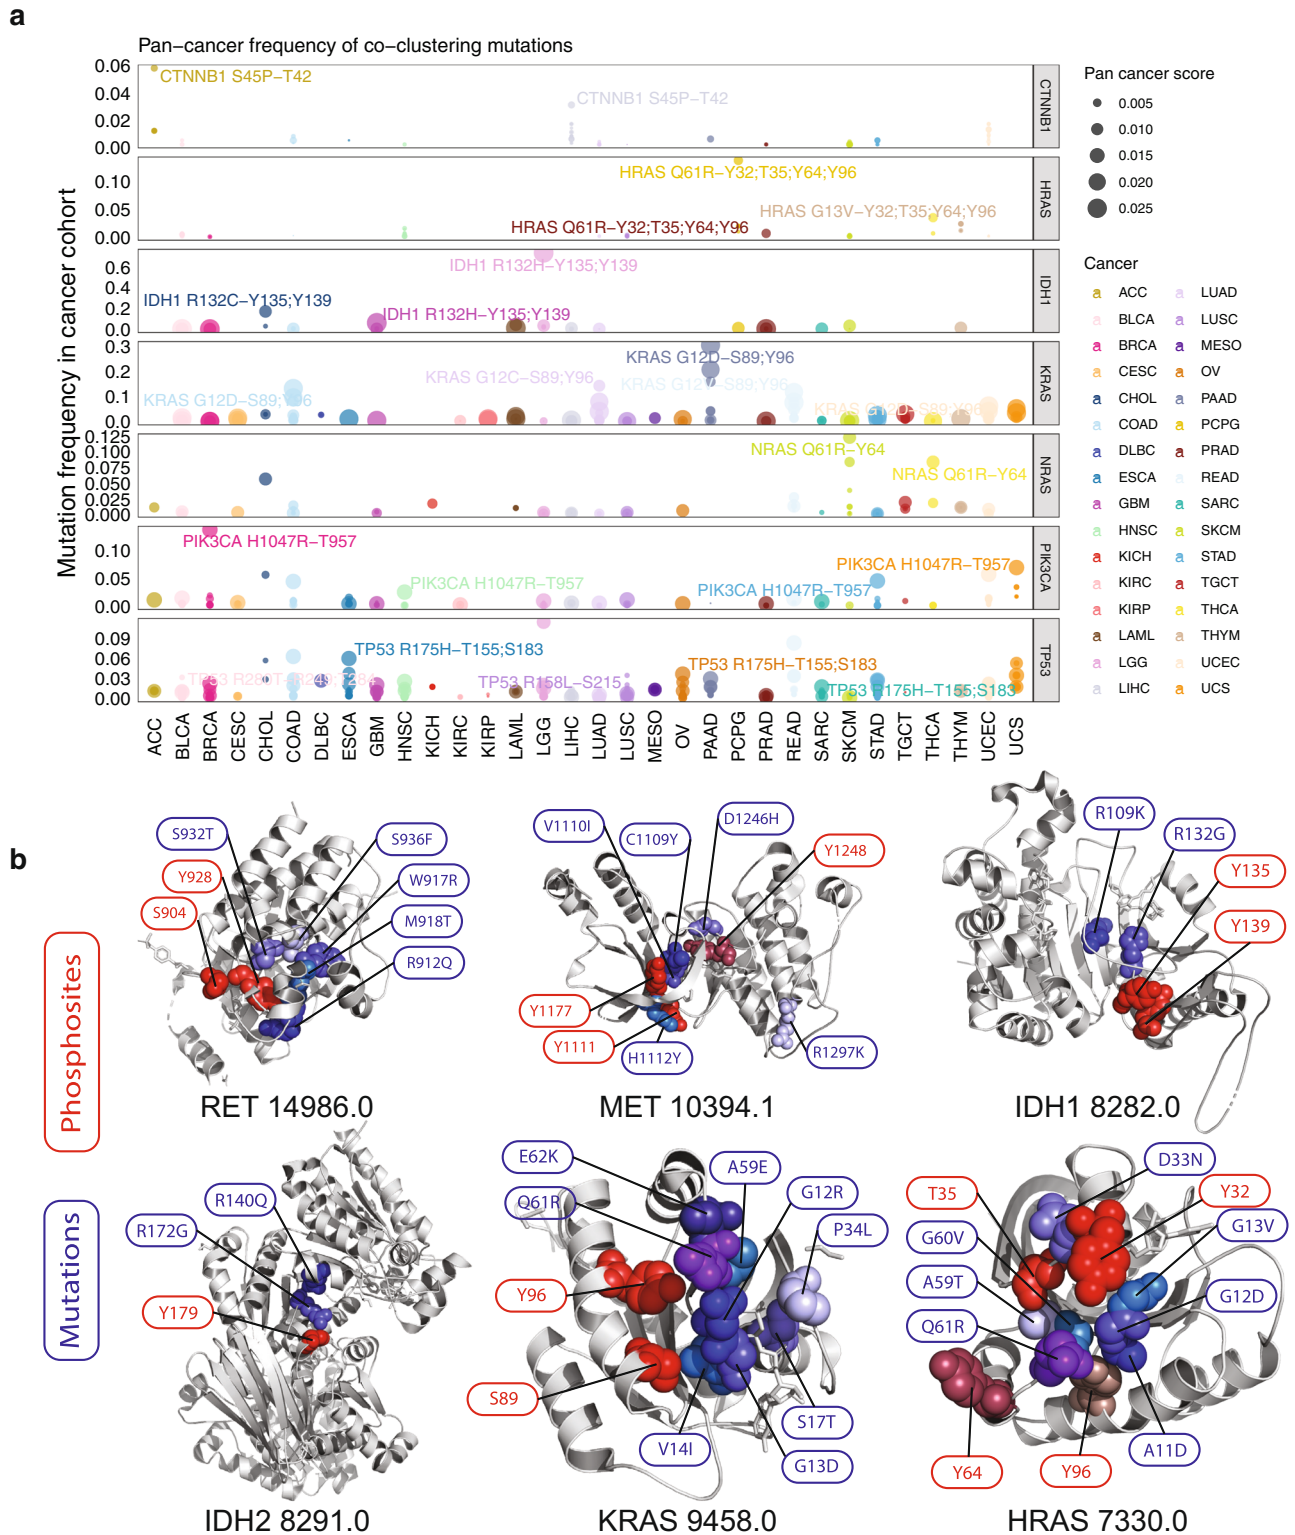 a
Pan−cancer frequency of co−clustering mutations
Mutation frequency in cancer cohort
0.06
0.04
0.02
0.00
CTNNB1 S45P−T42
CTNNB1 S45P−T42
CTNNB1
0.10
0.05
0.00
HRAS Q61R−Y32;T35;Y64;Y96
HRAS G13V−Y32;T35;Y64;Y96
HRAS Q61R−Y32;T35;Y64;Y96
HRAS
0.6
0.4
0.2
0.0
IDH1 R132H−Y135;Y139
IDH1 R132C−Y135;Y139
IDH1 R132H−Y135;Y139
IDH1
0.3
0.2
0.1
0.0
KRAS G12D−S89;Y96
KRAS G12C−S89;Y96
KRAS G12V−S89;Y96
KRAS G12D−S89;Y96
KRAS G12D−S89;Y96
KRAS
0.125
0.100
0.075
0.050
0.025
0.000
NRAS Q61R−Y64
NRAS Q61R−Y64
NRAS
0.10
0.05
0.00
PIK3CA H1047R−T957
PIK3CA H1047R−T957
PIK3CA H1047R−T957
PIK3CA H1047R−T957
PIK3CA
0.09
0.06
0.03
0.00
TP53 R175H−T155;S183
TP53 R175H−T155;S183
TP53 R158L−S215
TP53 R175H−T155;S183
TP53
ACC
BLCA
BRCA
CESC
CHOL
COAD
DLBC
ESCA
GBM
HNSC
KICH
KIRC
KIRP
LAML
LGG
LIHC
LUAD
LUSC
MESO
OV
PAAD
PCPG
PRAD
READ
SARC
SKCM
STAD
TGCT
THCA
THYM
UCEC
UCS
Pan cancer score
0.005
0.010
0.015
0.020
0.025
Cancer
a ACC
a BLCA
a BRCA
a CESC
a CHOL
a COAD
a DLBC
a ESCA
a GBM
a HNSC
a KICH
a KIRC
a KIRP
a LAML
a LGG
a LIHC
a LUAD
a LUSC
a MESO
a OV
a PAAD
a PCPG
a PRAD
a READ
a SARC
a SKCM
a STAD
a TGCT
a THCA
a THYM
a UCEC
a UCS
b
Phosphosites
Mutations
S932T
Y928
S904
S936F
W917R
M918T
R912Q
RET 14986.0
V1110I
C1109Y
D1246H
Y1248
Y1177
Y1111
H1112Y
R1297K
MET 10394.1
R109K
R132G
Y135
Y139
IDH1 8282.0
R140Q
R172G
Y179
IDH2 8291.0
E62K
Q61R
A59E
G12R
P34L
Y96
S89
V14I
S17T
G13D
KRAS 9458.0
D33N
T35
Y32
G60V
G13V
A59T
G12D
Q61R
Y64
Y96
A11D
HRAS 7330.0